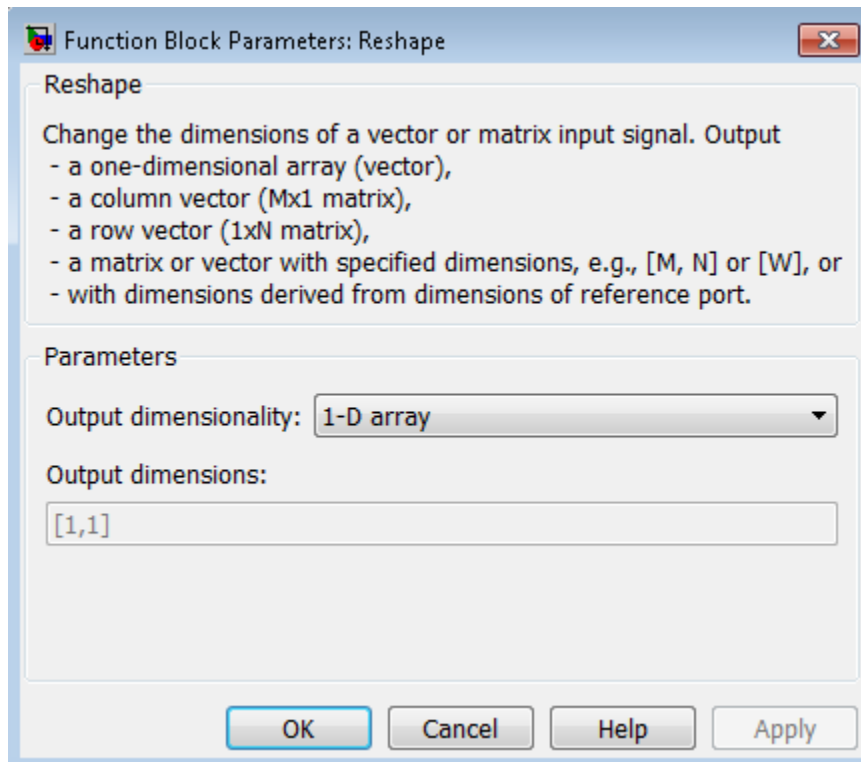 Function Block Parameters: Reshape
Reshape
Change the dimensions of a vector or matrix input signal. Output
- a one-dimensional array (vector),
- a column vector (Mx1 matrix),
- a row vector (1xN matrix),
- a matrix or vector with specified dimensions, e.g., [M, N] or [W], or
- with dimensions derived from dimensions of reference port.
Parameters
Output dimensionality: 1-D array
Output dimensions:
[1,1]
OK Cancel Help Apply